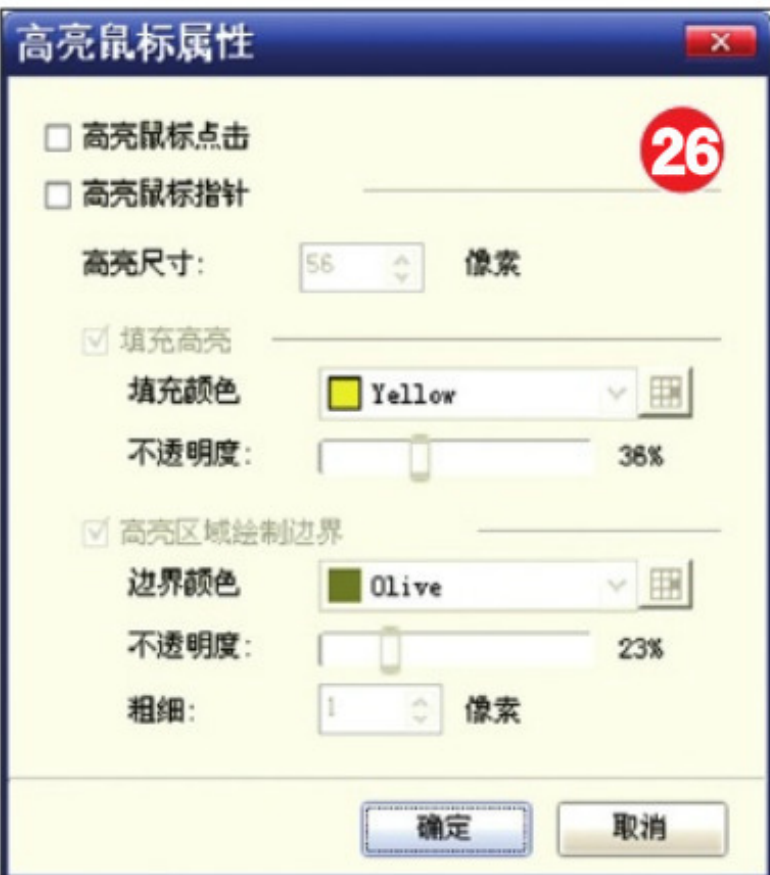 高亮鼠标属性
高亮鼠标点击
26
高亮鼠标指针
高亮尺寸: 56 像素
填充高亮
填充颜色 Yellow
不透明度: 36%
高亮区域绘制边界
边界颜色 Olive
不透明度: 23%
粗细: 1 像素
确定 取消